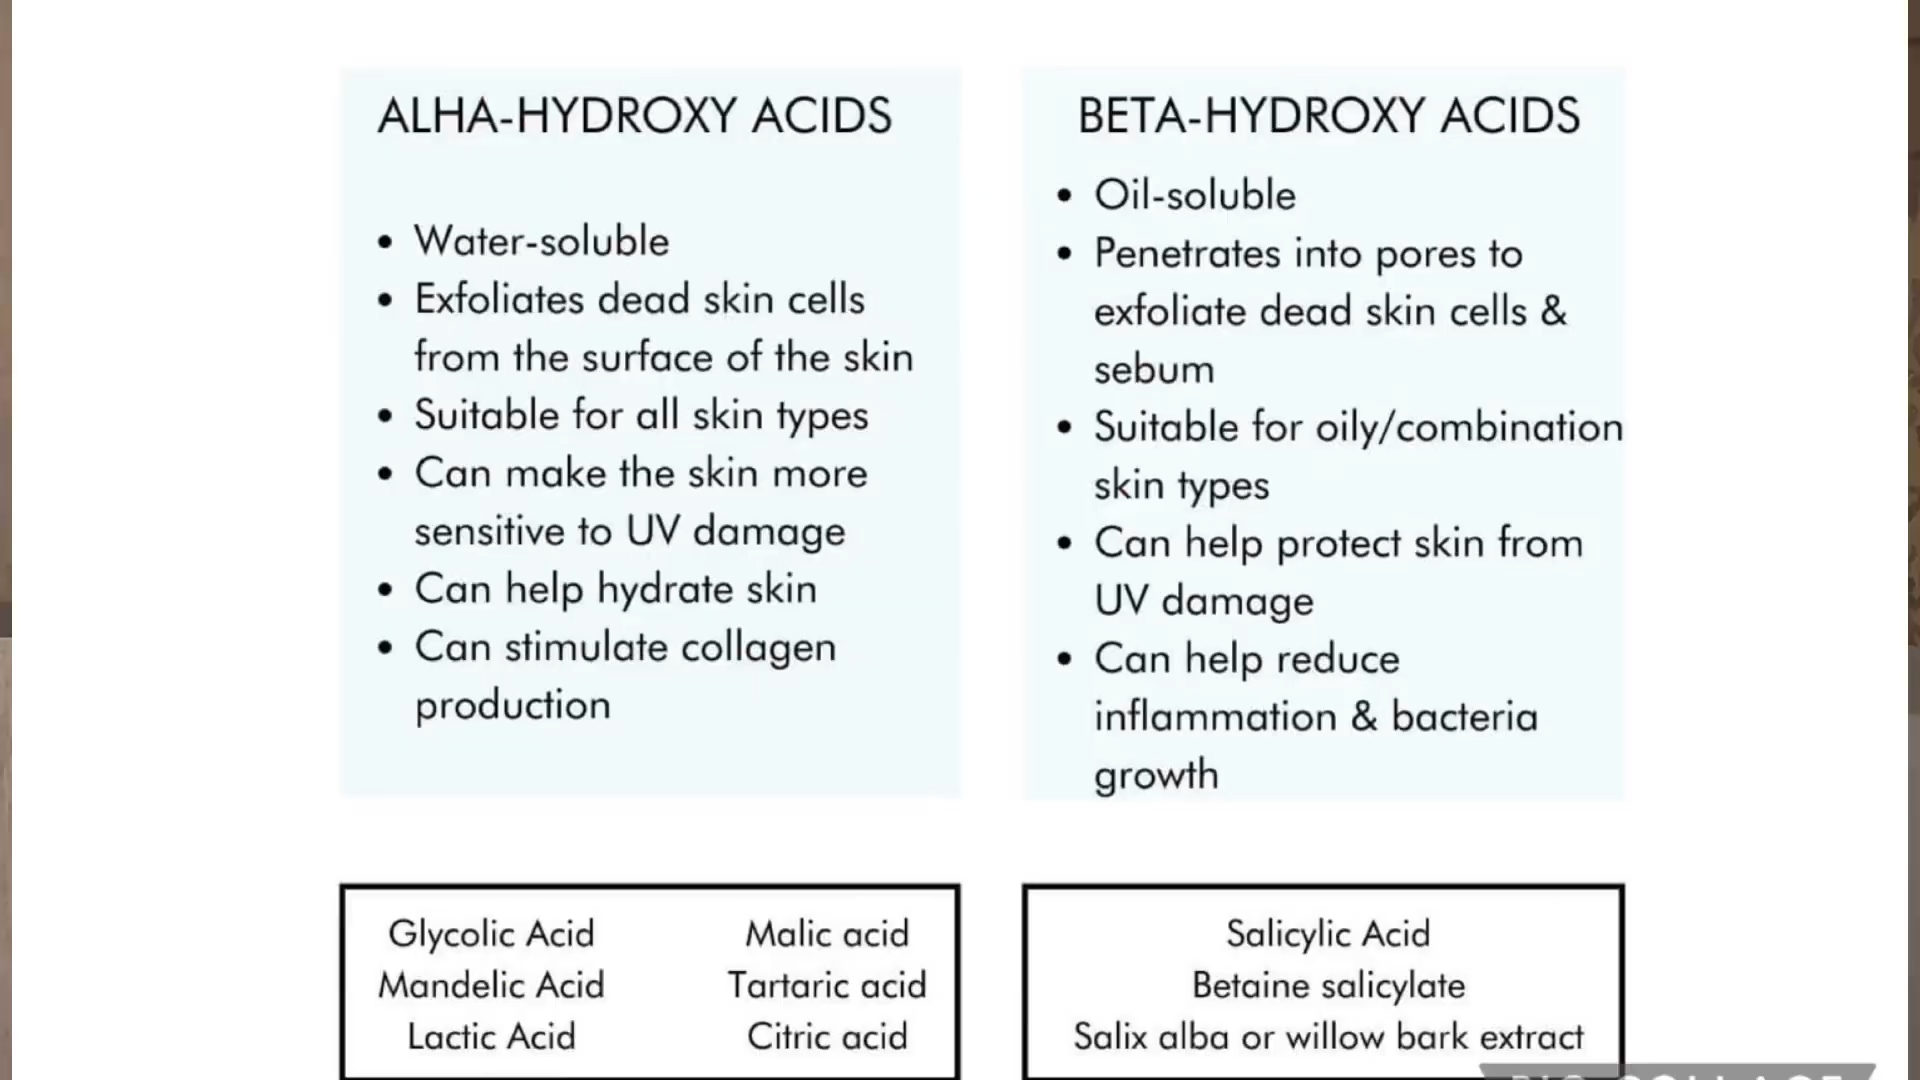 ALHA-HYDROXY ACIDS
• Water-soluble
• Exfoliates dead skin cells
from the surface of the skin
• Suitable for all skin types
• Can make the skin more
sensitive to UV damage
• Can help hydrate skin
• Can stimulate collagen
production
BETA-HYDROXY ACIDS
• Oil-soluble
• Penetrates into pores to
exfoliate dead skin cells &
sebum
• Suitable for oily/combination
skin types
• Can help protect skin from
UV damage
• Can help reduce
inflammation & bacteria
growth
Glycolic Acid
Mandelic Acid
Lactic Acid
Malic acid
Tartaric acid
Citric acid
Salicylic Acid
Betaine salicylate
Salix alba or willow bark extract